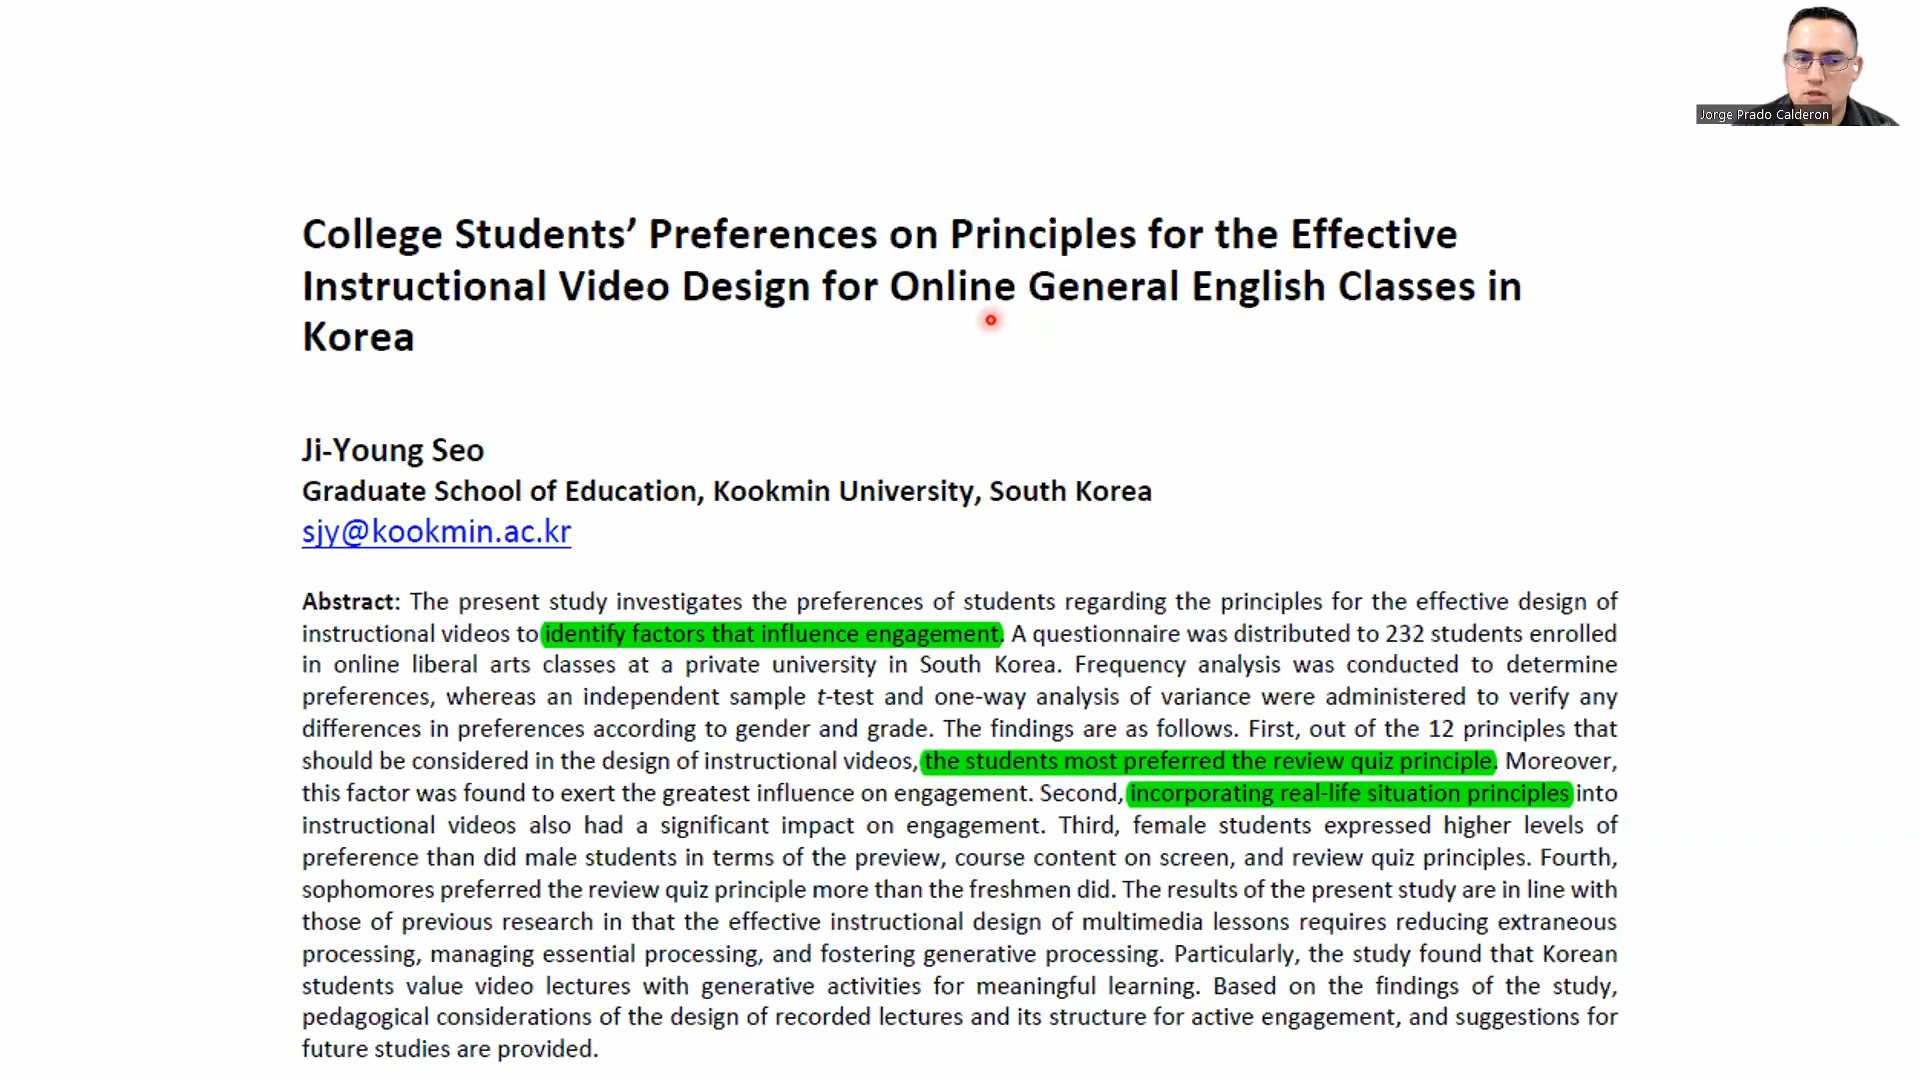 Jorge Prado Calderon
College Students’ Preferences on Principles for the Effective
Instructional Video Design for Online General English Classes in
Korea
Ji-Young Seo
Graduate School of Education, Kookmin University, South Korea
sjy@kookmin.ac.kr
Abstract: The present study investigates the preferences of students regarding the principles for the effective design of
instructional videos to identify factors that influence engagement. A questionnaire was distributed to 232 students enrolled
in online liberal arts classes at a private university in South Korea. Frequency analysis was conducted to determine
preferences, whereas an independent sample t-test and one-way analysis of variance were administered to verify any
differences in preferences according to gender and grade. The findings are as follows. First, out of the 12 principles that
should be considered in the design of instructional videos, the students most preferred the review quiz principle. Moreover,
this factor was found to exert the greatest influence on engagement. Second, incorporating real-life situation principles into
instructional videos also had a significant impact on engagement. Third, female students expressed higher levels of
preference than did male students in terms of the preview, course content on screen, and review quiz principles. Fourth,
sophomores preferred the review quiz principle more than the freshmen did. The results of the present study are in line with
those of previous research in that the effective instructional design of multimedia lessons requires reducing extraneous
processing, managing essential processing, and fostering generative processing. Particularly, the study found that Korean
students value video lectures with generative activities for meaningful learning. Based on the findings of the study,
pedagogical considerations of the design of recorded lectures and its structure for active engagement, and suggestions for
future studies are provided.